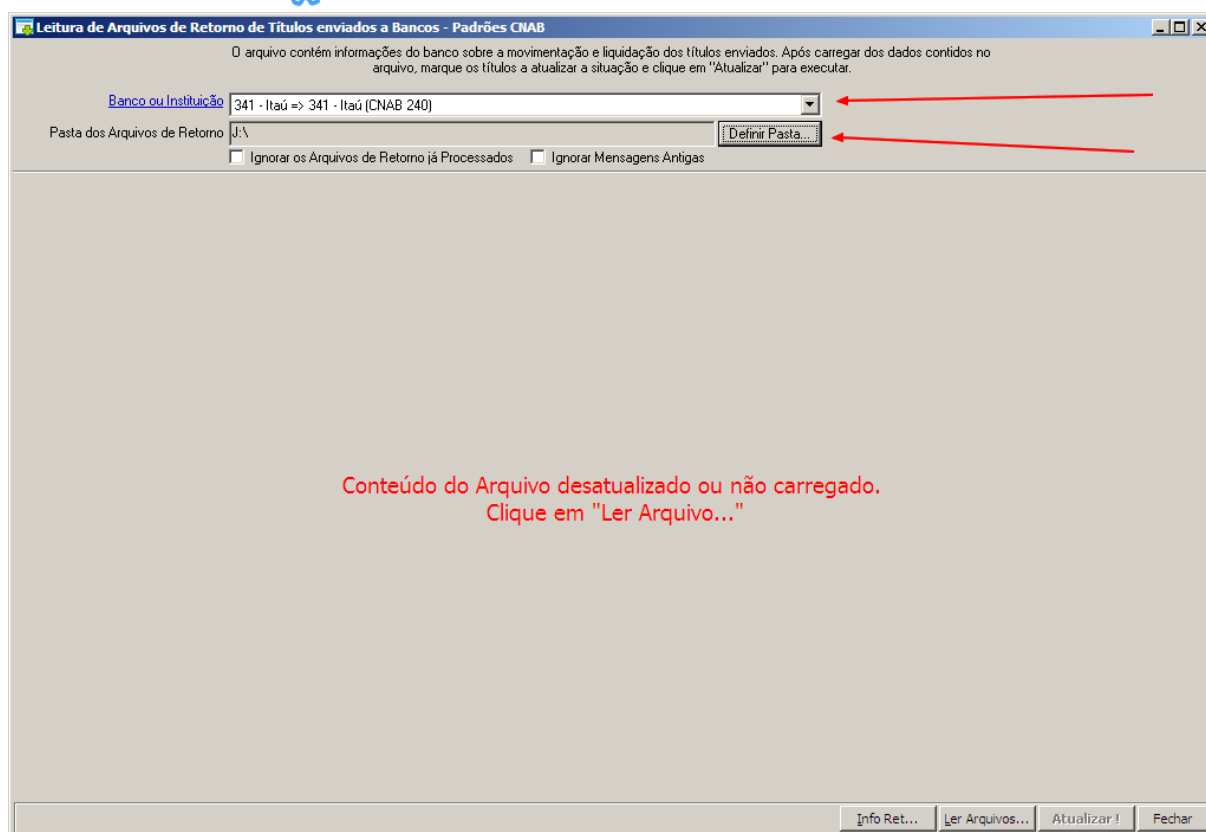 Leitura de Arquivos de Retorno de Títulos enviados a Bancos - Padrões CNAB
O arquivo contém informações do banco sobre a movimentação e liquidação dos títulos enviados. Após carregar dos dados contidos no
arquivo, marque os títulos a atualizar a situação e clique em "Atualizar" para executar.
Banco ou Instituição 341 - Itaú => 341 - Itaú (CNAB 240)
Pasta dos Arquivos de Retorno J:\ Definir Pasta...
Ignorar os Arquivos de Retorno já Processados Ignorar Mensagens Antigas
Conteúdo do Arquivo desatualizado ou não carregado.
Clique em "Ler Arquivo..."
Info Ret... Ler Arquivos... Atualizar ! Fechar